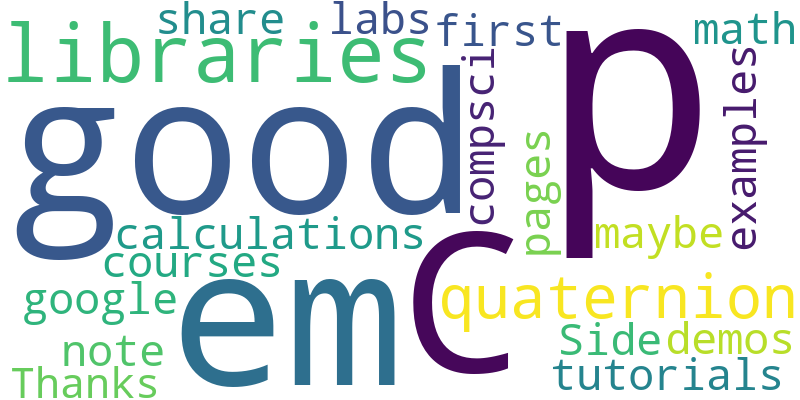 share
labs
first
math
libraries
compsci
p
examples
good
pages
calculations
maybe
courses
C
google
em
quaternion
note
Side
demos
Thanks
tutorials